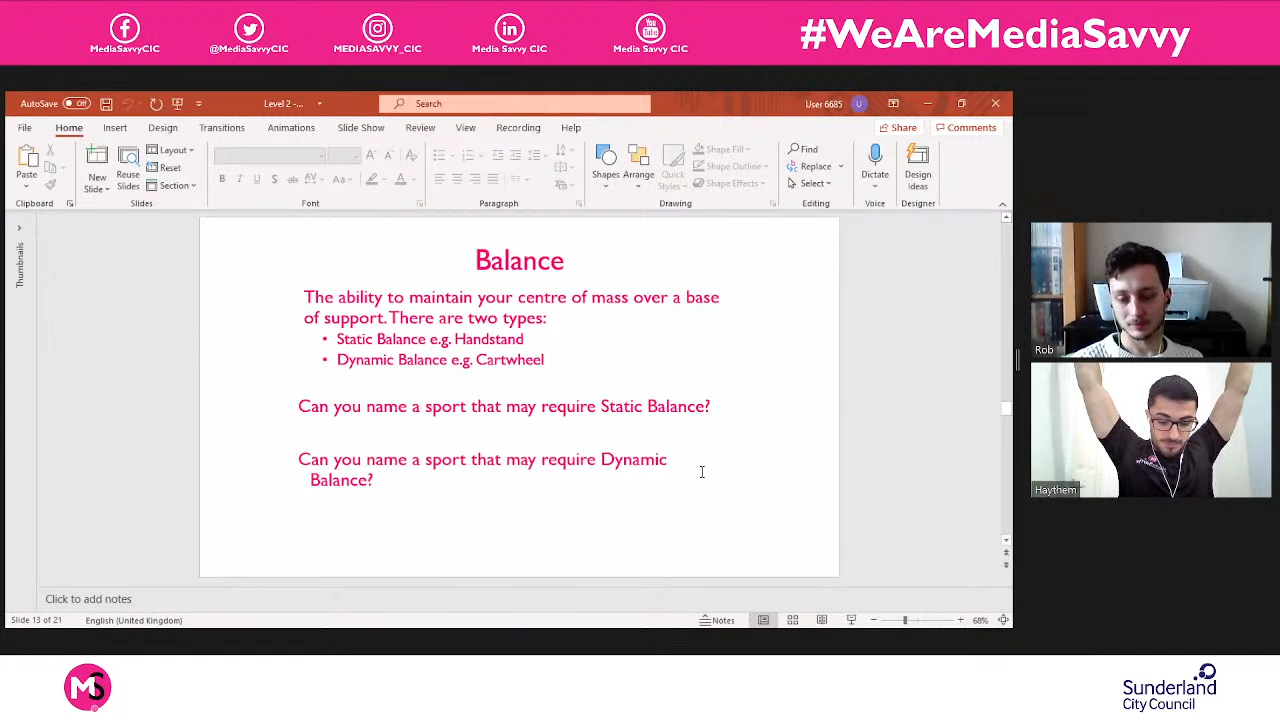 MediaSavvyCIC
@MediaSavvyCIC
MEDIASAVVY_CIC
Media Savvy CIC
You Tube
Media Savvy CIC
#WeAreMediaSavvy
AutoSave Off
Level 2 -...
Search
User 6685 U
File Home Insert Design Transitions Animations Slide Show Review View Recording Help
Share Comments
Paste
New Slide
Reuse Slides
Layout
Reset
Section
Shapes
Arrange
Quick Styles
Shape Fill
Shape Outline
Shape Effects
Find
Replace
Select
Dictate
Design Ideas
Clipboard Slides Font Paragraph Drawing Editing Voice Designer
Thumbnails
Balance
The ability to maintain your centre of mass over a base
of support. There are two types:
• Static Balance e.g. Handstand
• Dynamic Balance e.g. Cartwheel
Can you name a sport that may require Static Balance?
Can you name a sport that may require Dynamic
Balance?
Click to add notes
Slide 13 of 21 English (United Kingdom) Notes 68%
Rob
Haythem
MS
Sunderland
City Council